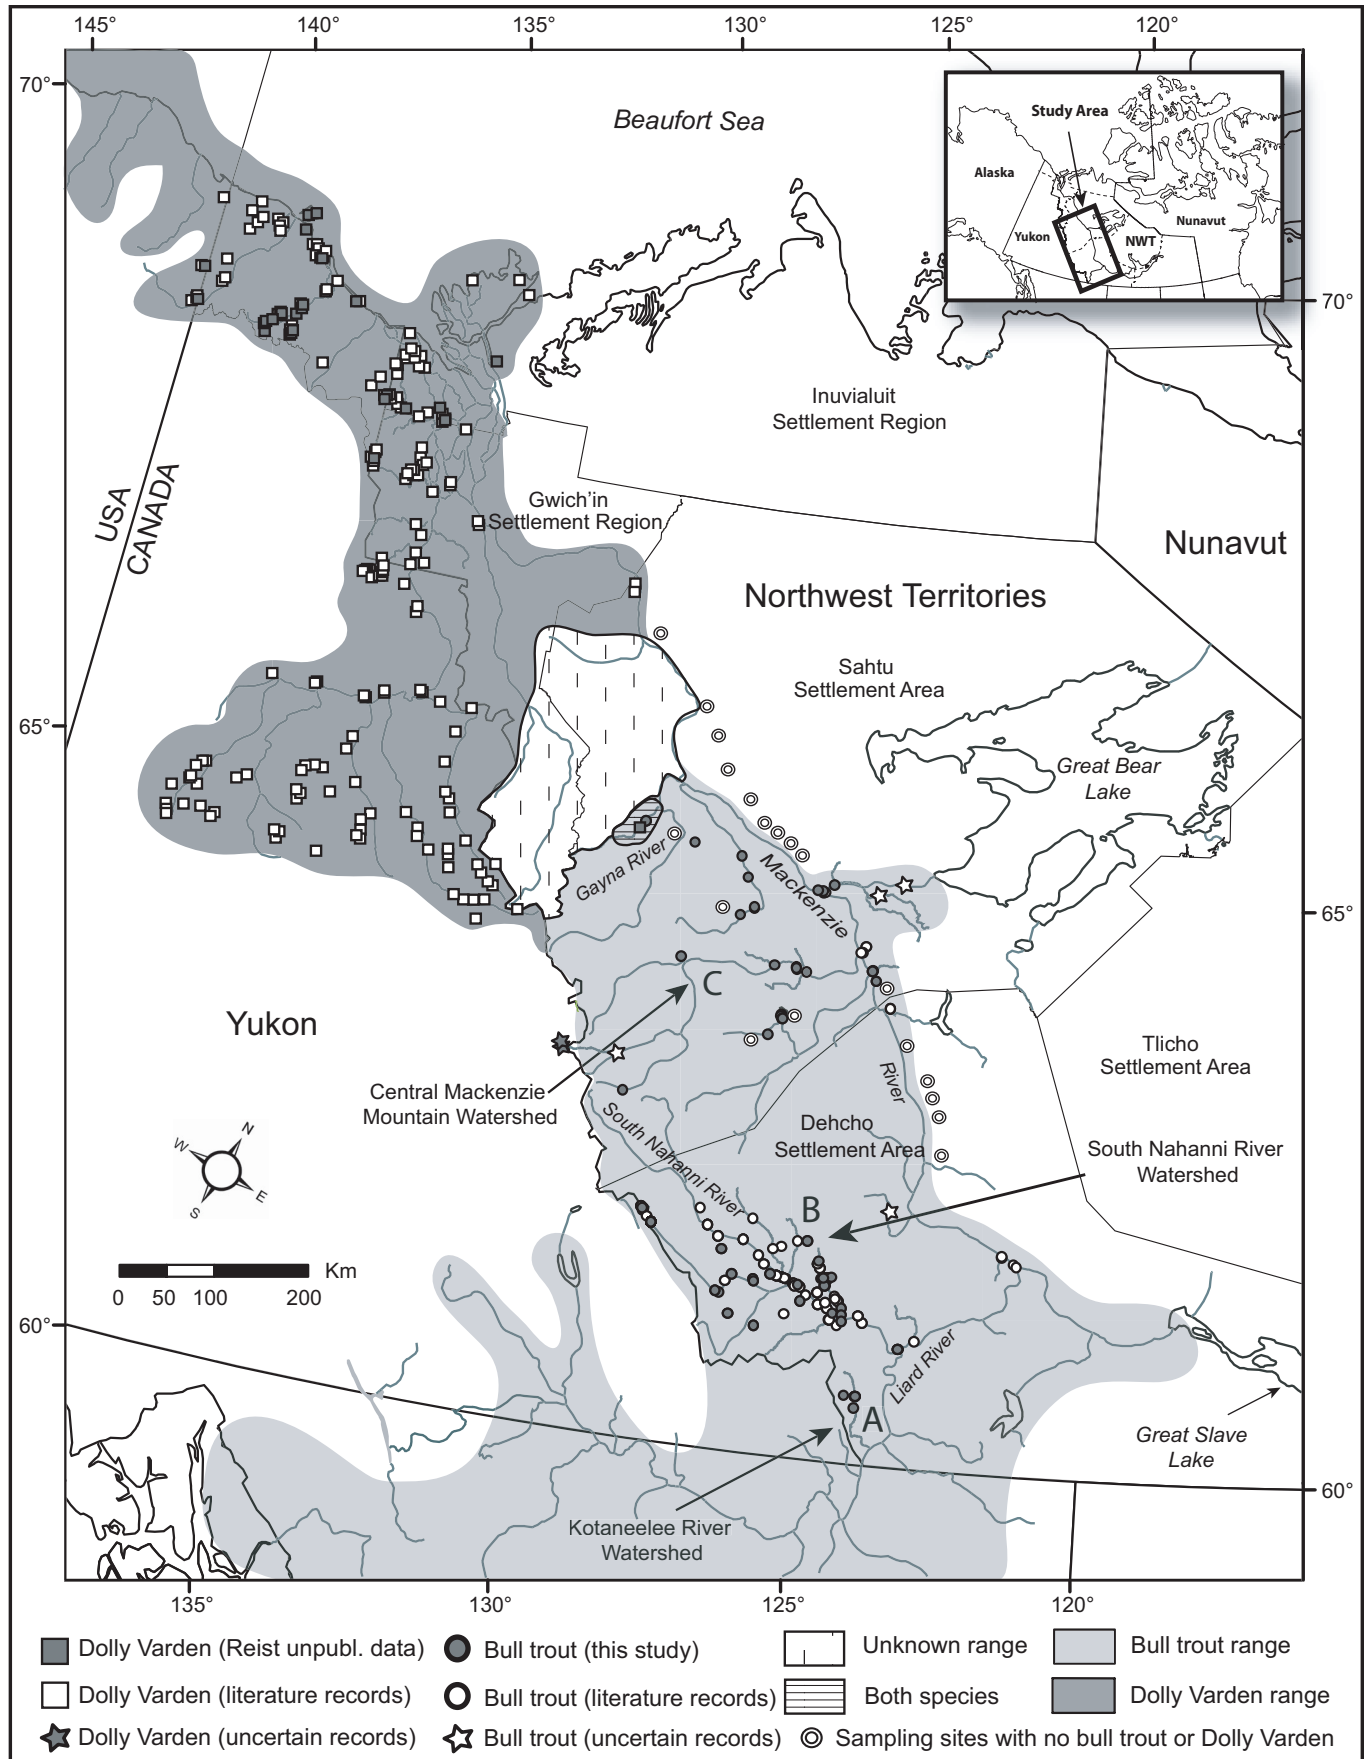 145° 140° 135° 130° 125° 120°
70°
Beaufort Sea
Study Area
Alaska
Yukon
NWT
Nunavut
70°
Inuvialuit
Settlement Region
USA
CANADA
Gwich'in
Settlement Region
Nunavut
Northwest Territories
Sahtu
Settlement Area
65°
Great Bear
Lake
Gayna River
Mackenzie
65°
C
Yukon
Tlicho
Settlement Area
River
Central Mackenzie
Mountain Watershed
Dehcho
Settlement Area
South Nahanni River
South Nahanni River
Watershed
N
W
E
S
B
Km
0 50 100 200
60°
Liard River
A
Great Slave
Lake
60°
Kotaneelee River
Watershed
135° 130° 125° 120°
Dolly Varden (Reist unpubl. data)
Bull trout (this study)
Unknown range
Bull trout range
Dolly Varden (literature records)
Bull trout (literature records)
Both species
Dolly Varden range
Dolly Varden (uncertain records)
Bull trout (uncertain records)
Sampling sites with no bull trout or Dolly Varden